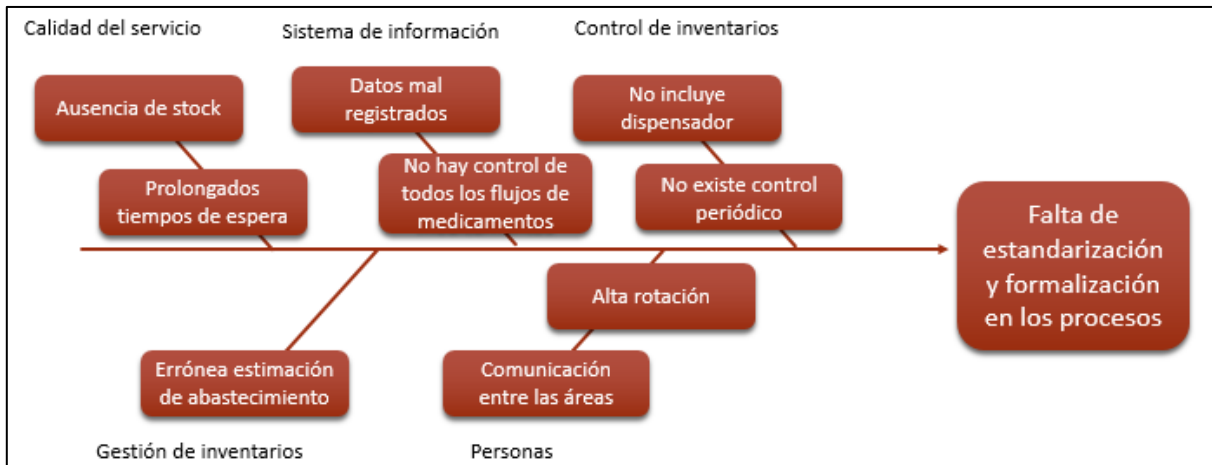 Calidad del servicio
Sistema de información
Control de inventarios
Ausencia de stock
Prolongados
tiempos de espera
Datos mal
registrados
No hay control de
todos los flujos de
medicamentos
No incluye
dispensador
No existe control
periódico
Falta de
estandarización
y formalización
en los procesos
Alta rotación
Errónea estimación
de abastecimiento
Comunicación
entre las áreas
Gestión de inventarios
Personas